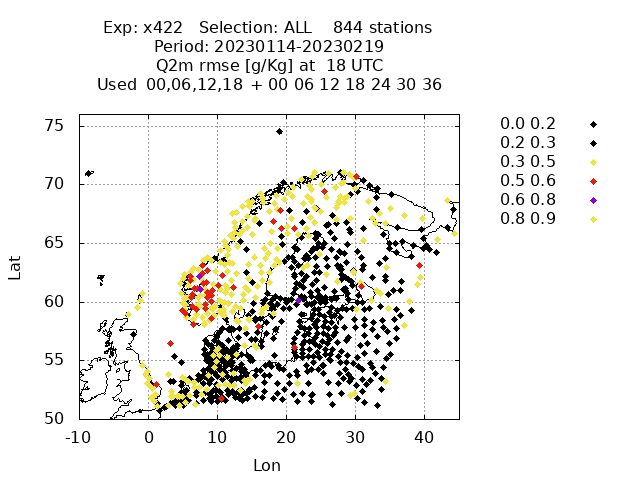 Exp: x422 Selection: ALL 844 stations
Period: 20230114-20230219
Q2m rmse [g/Kg] at 18 UTC
Used 00,06,12,18 + 00 06 12 18 24 30 36
0.0 0.2
0.2 0.3
0.3 0.5
0.5 0.6
0.6 0.8
0.8 0.9
75
70
65
60
55
50
Lat
-10 0 10 20 30 40
Lon